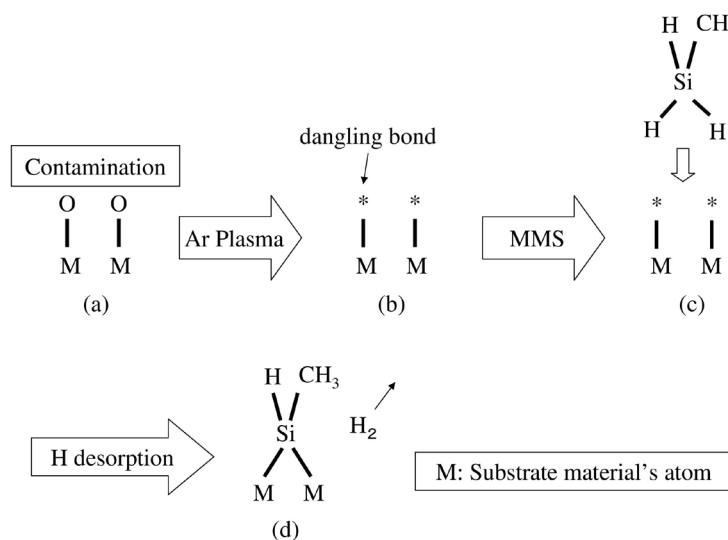 H CH
Si
H H
dangling bond
Contamination
O O
* *
* *
Ar Plasma
MMS
M M
M M
M M
(a)
(b)
(c)
H CH₃
H₂
Si
H desorption
M M
M: Substrate material's atom
(d)